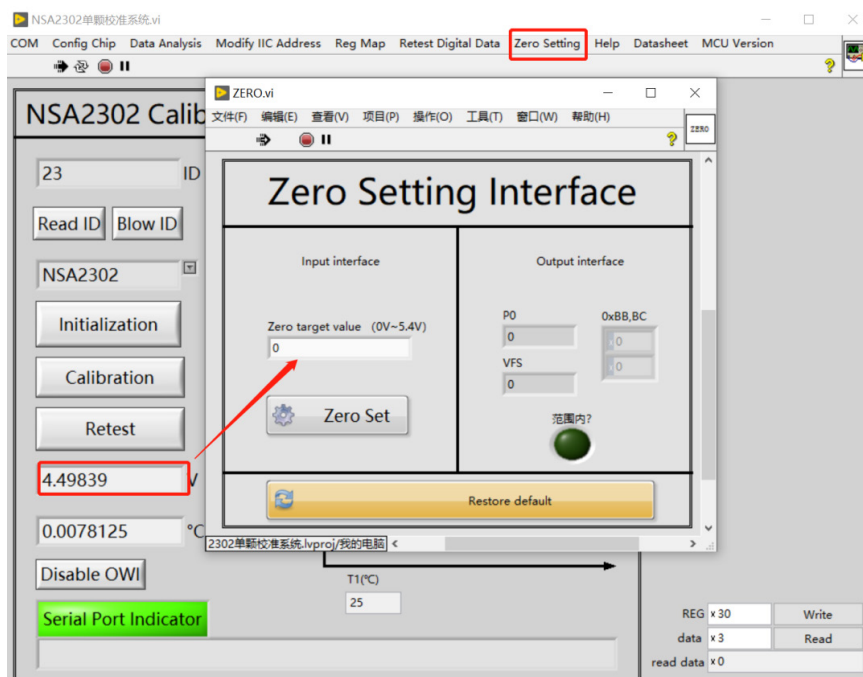 NSA2302单颗校准系统.vi
COM Config Chip Data Analysis Modify IIC Address Reg Map Retest Digital Data Zero Setting Help Datasheet MCU Version
ZERO.vi
文件(F) 编辑(E) 查看(V) 项目(P) 操作(O) 工具(T) 窗口(W) 帮助(H)
ZERO
NSA2302 Calib
23 ID
Read ID Blow ID
NSA2302
Initialization
Calibration
Retest
4.49839 V
0.0078125 °C
Disable OWI
Serial Port Indicator
Zero Setting Interface
Input interface
Zero target value (0V~5.4V)
0
Zero Set
Output interface
P0 0xBB,BC
0 x 0
VFS x 0
0
范围内?
Restore default
2302单颗校准系统.lvproj/我的电脑
T1(℃)
25
REG x 30 Write
data x 3 Read
read data x 0